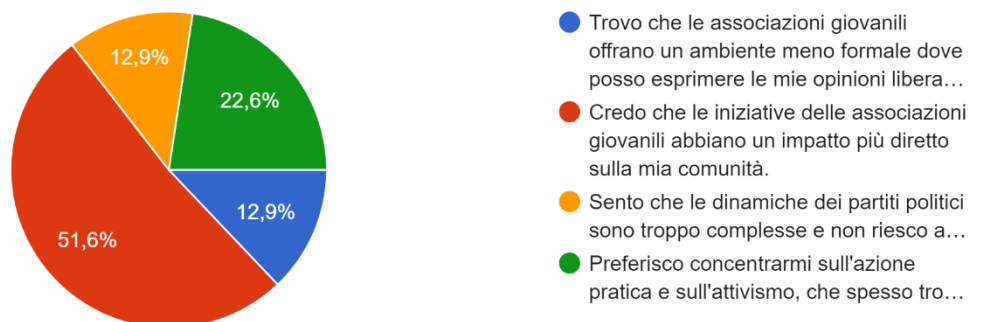 12,9%
22,6%
12,9%
51,6%
Trovo che le associazioni giovanili
offrano un ambiente meno formale dove
posso esprimere le mie opinioni libera…
Credo che le iniziative delle associazioni
giovanili abbiano un impatto più diretto
sulla mia comunità.
Sento che le dinamiche dei partiti politici
sono troppo complesse e non riesco a…
Preferisco concentrarmi sull'azione
pratica e sull'attivismo, che spesso tro…